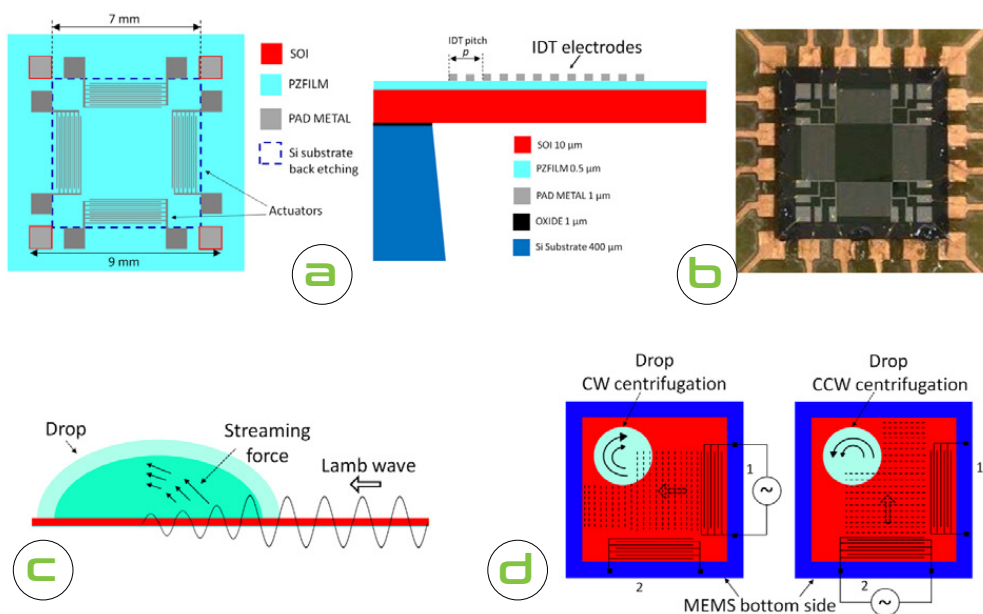 7 mm
SOI
PZFILM
PAD METAL
Si substrate
back etching
Actuators
9 mm
a
IDT pitch
p
IDT electrodes
SOI 10 µm
PZFILM 0.5 µm
PAD METAL 1 µm
OXIDE 1 µm
Si Substrate 400 µm
b
Drop
Streaming
force
Lamb wave
c
Drop
CW centrifugation
1
~
2
Drop
CCW centrifugation
1
2
~
MEMS bottom side
d